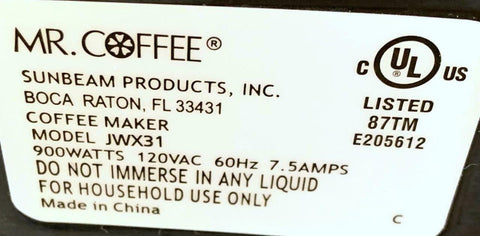 MR. COFFEE®
SUNBEAM PRODUCTS, INC.
BOCA RATON, FL 33431
COFFEE MAKER
MODEL JWX31
900WATTS 120VAC 60Hz 7.5AMPS
DO NOT IMMERSE IN ANY LIQUID
FOR HOUSEHOLD USE ONLY
Made in China
C UL US
®
LISTED
87TM
E205612
C